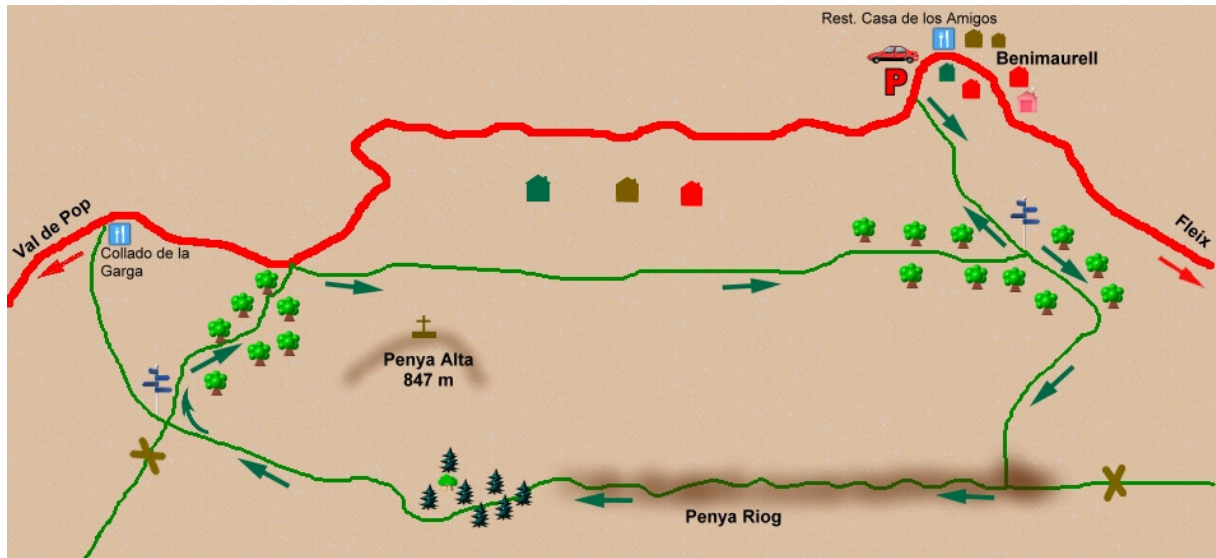 Rest. Casa de los Amigos
Benimaurell
P
Val de Pop
Fleix
Collado de la
Garga
Penya Alta
847 m
Penya Riog